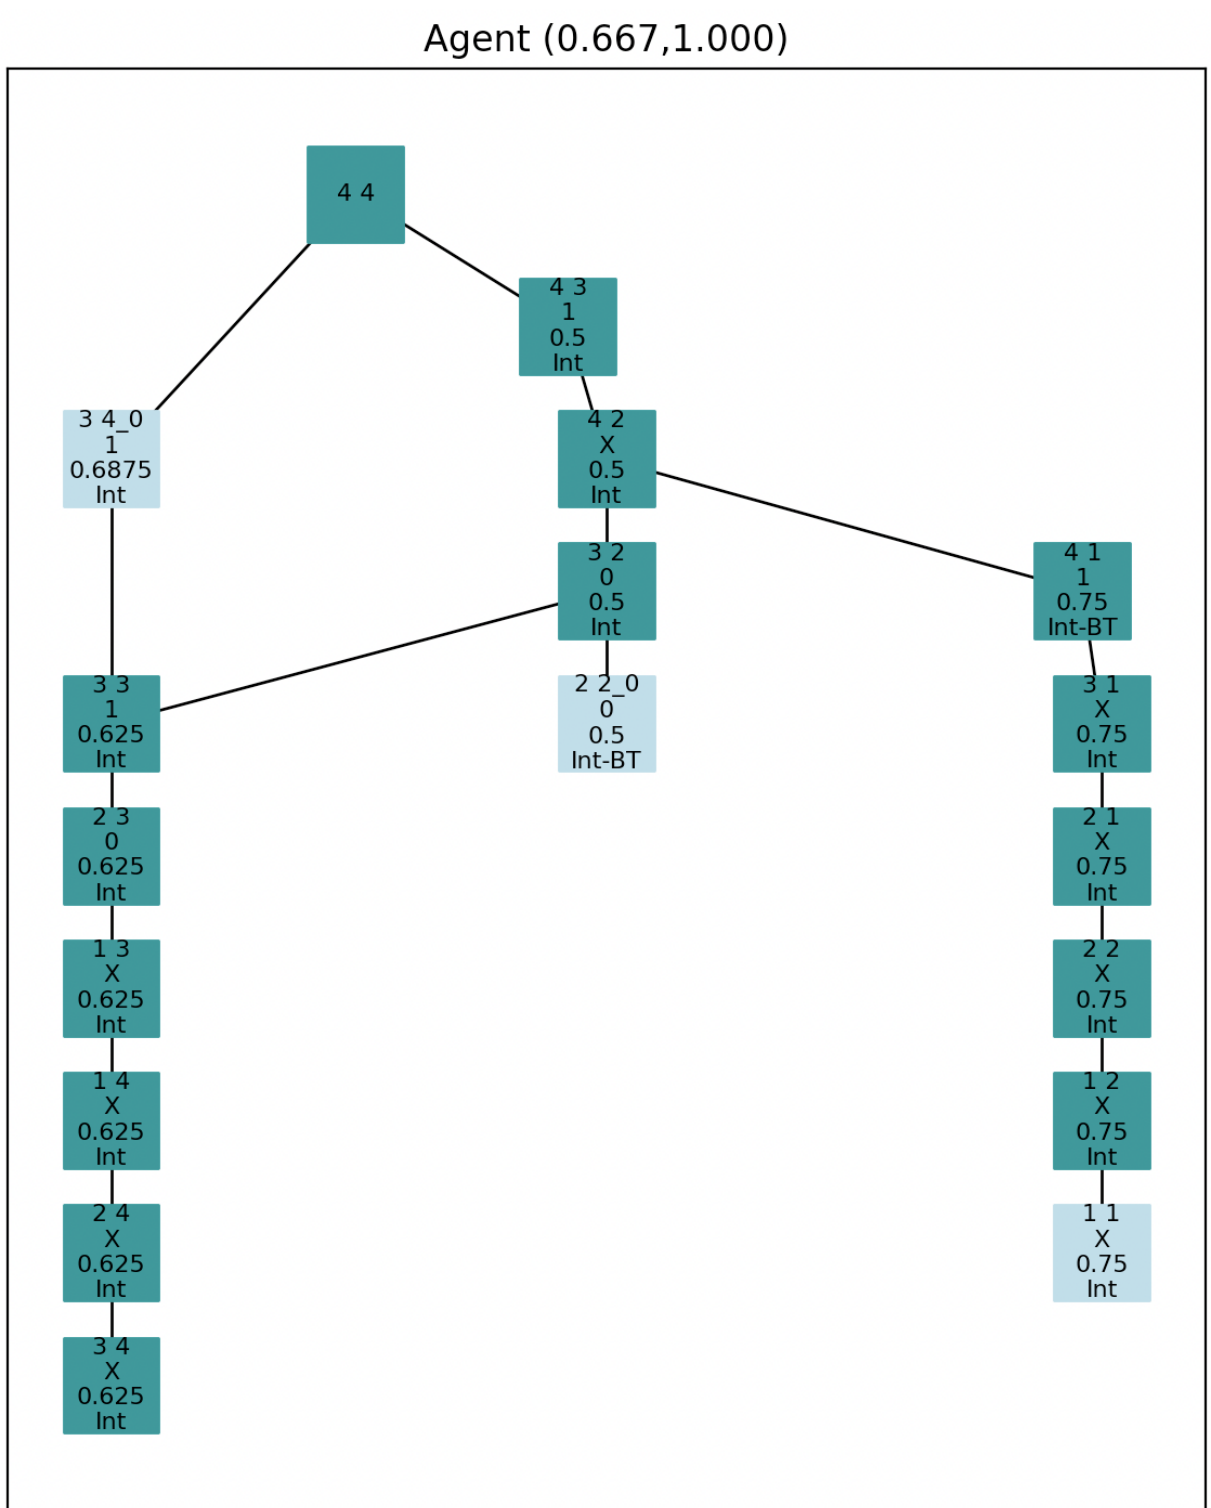 Agent (0.667,1.000)
4 4
4 3
1
0.5
Int
3 4_0
1
0.6875
Int
4 2
X
0.5
Int
3 2
0
0.5
Int
4 1
1
0.75
Int-BT
3 3
1
0.625
Int
2 2_0
0
0.5
Int-BT
3 1
X
0.75
Int
2 3
0
0.625
Int
2 1
X
0.75
Int
1 3
X
0.625
Int
2 2
X
0.75
Int
1 4
X
0.625
Int
1 2
X
0.75
Int
2 4
X
0.625
Int
1 1
X
0.75
Int
3 4
X
0.625
Int